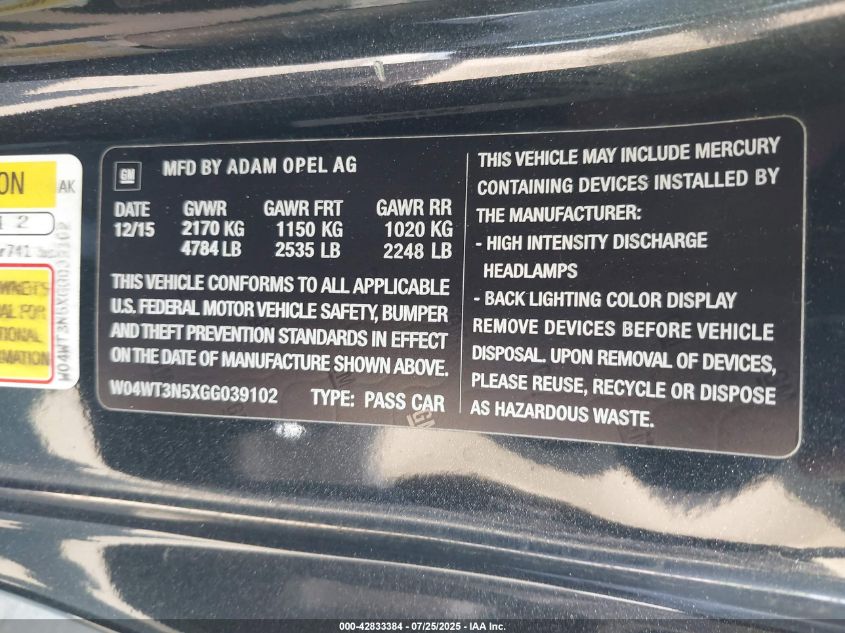 ON
AK
4 2
W04WT3N5XGG039102
GM
MFD BY ADAM OPEL AG
DATE GVWR GAWR FRT GAWR RR
12/15 2170 KG 1150 KG 1020 KG
4784 LB 2535 LB 2248 LB
THIS VEHICLE CONFORMS TO ALL APPLICABLE
U.S. FEDERAL MOTOR VEHICLE SAFETY, BUMPER
AND THEFT PREVENTION STANDARDS IN EFFECT
ON THE DATE OF MANUFACTURE SHOWN ABOVE.
W04WT3N5XGG039102 TYPE: PASS CAR
THIS VEHICLE MAY INCLUDE MERCURY
CONTAINING DEVICES INSTALLED BY
THE MANUFACTURER:
- HIGH INTENSITY DISCHARGE
HEADLAMPS
- BACK LIGHTING COLOR DISPLAY
REMOVE DEVICES BEFORE VEHICLE
DISPOSAL. UPON REMOVAL OF DEVICES,
PLEASE REUSE, RECYCLE OR DISPOSE
AS HAZARDOUS WASTE.
000-42833384 / 07/25/2025 - IAA Inc.